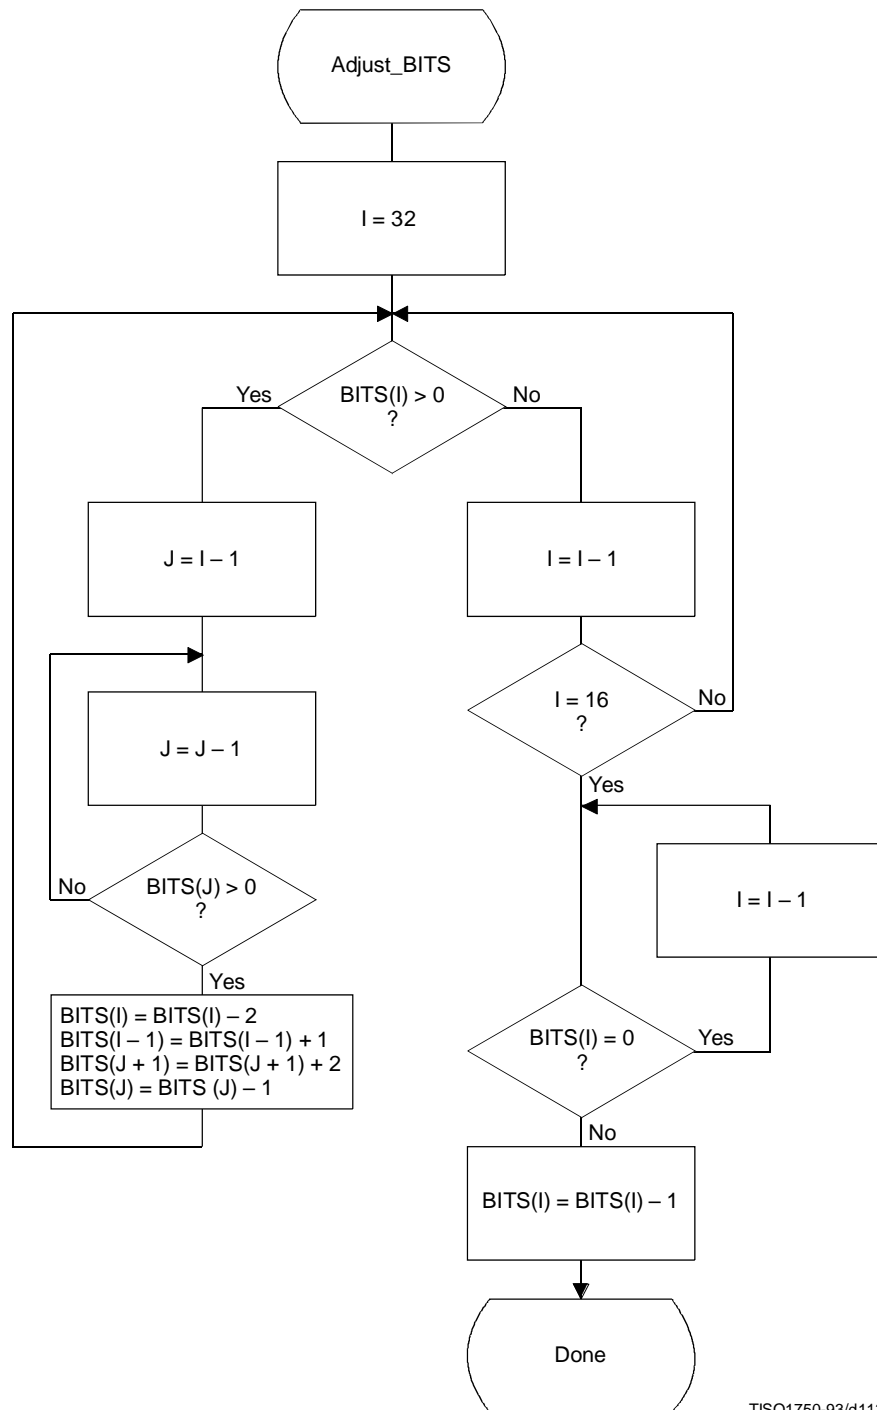 Adjust_BITS
I = 32
BITS(I) > 0
?
Yes
No
J = I – 1
I = I – 1
I = 16
?
No
Yes
J = J – 1
BITS(J) > 0
?
No
Yes
I = I – 1
BITS(I) = BITS(I) – 2
BITS(I – 1) = BITS(I – 1) + 1
BITS(J + 1) = BITS(J + 1) + 2
BITS(J) = BITS (J) – 1
BITS(I) = 0
?
Yes
No
BITS(I) = BITS(I) – 1
Done